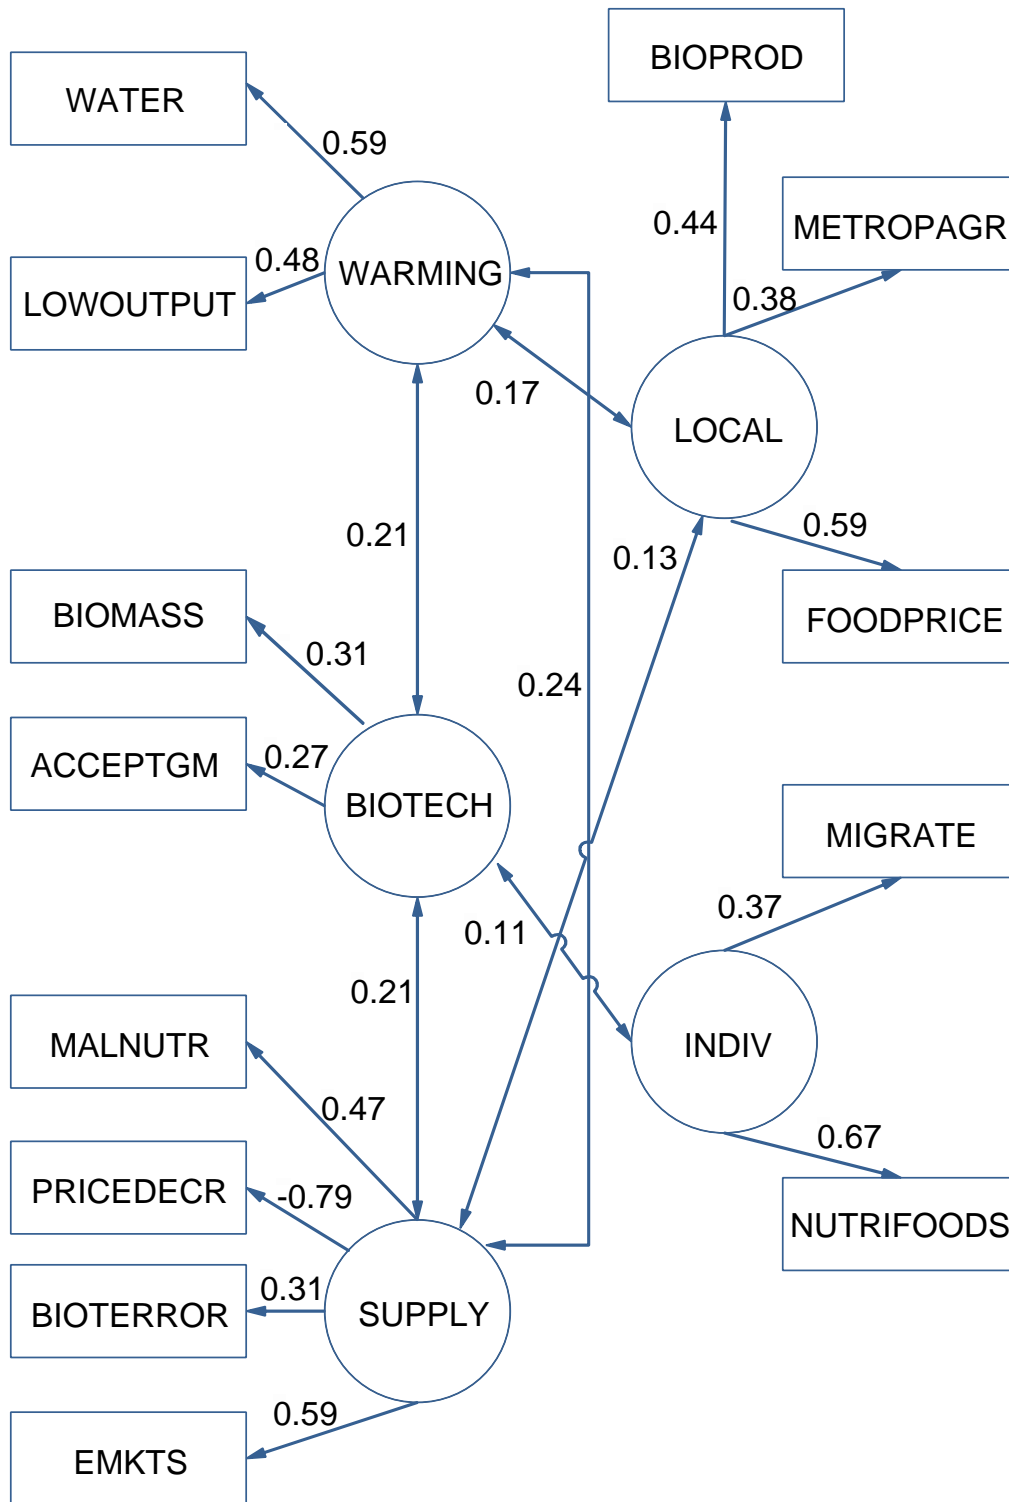 BIOPROD
WATER
0.59
METROPAGR
0.44
0.48
WARMING
LOWOUTPUT
0.38
0.17
LOCAL
0.59
0.21
0.13
BIOMASS
FOODPRICE
0.31
0.24
0.27
ACCEPTGM
BIOTECH
MIGRATE
0.37
0.11
0.21
MALNUTR
INDIV
0.47
0.67
PRICEDECR
-0.79
NUTRIFOODS
0.31
BIOTERROR
SUPPLY
0.59
EMKTS